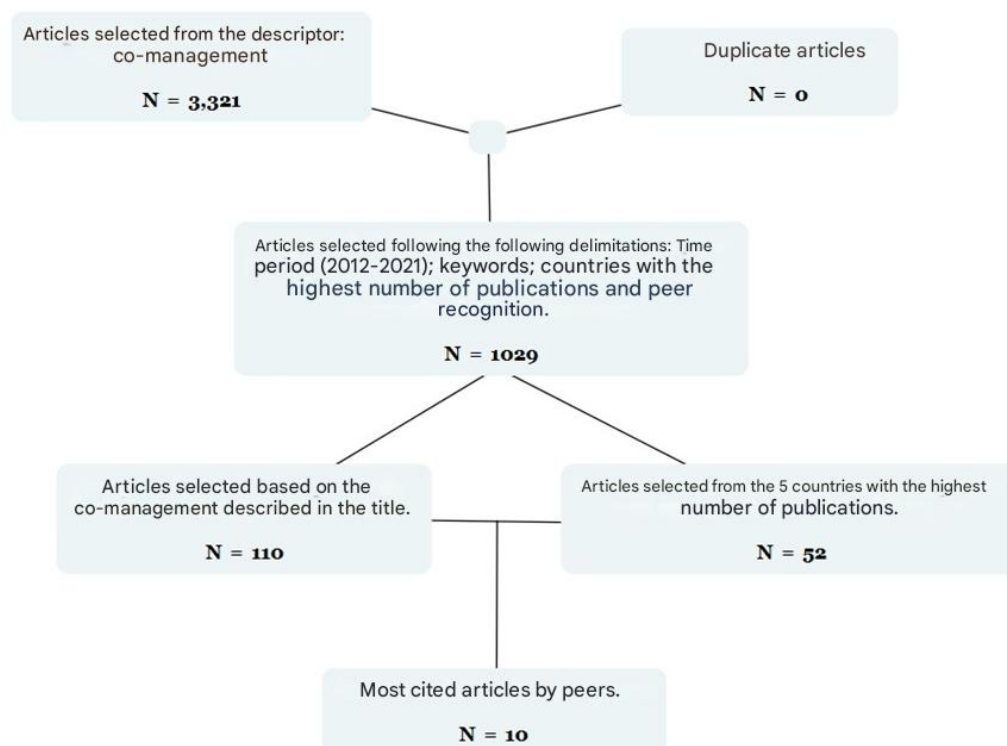 Articles selected from the descriptor:
co-management
N = 3,321
Duplicate articles
N = 0
Articles selected following the following delimitations: Time
period (2012-2021); keywords; countries with the
highest number of publications and peer
recognition.
N = 1029
Articles selected based on the
co-management described in the title.
N = 110
Articles selected from the 5 countries with the highest
number of publications.
N = 52
Most cited articles by peers.
N = 10